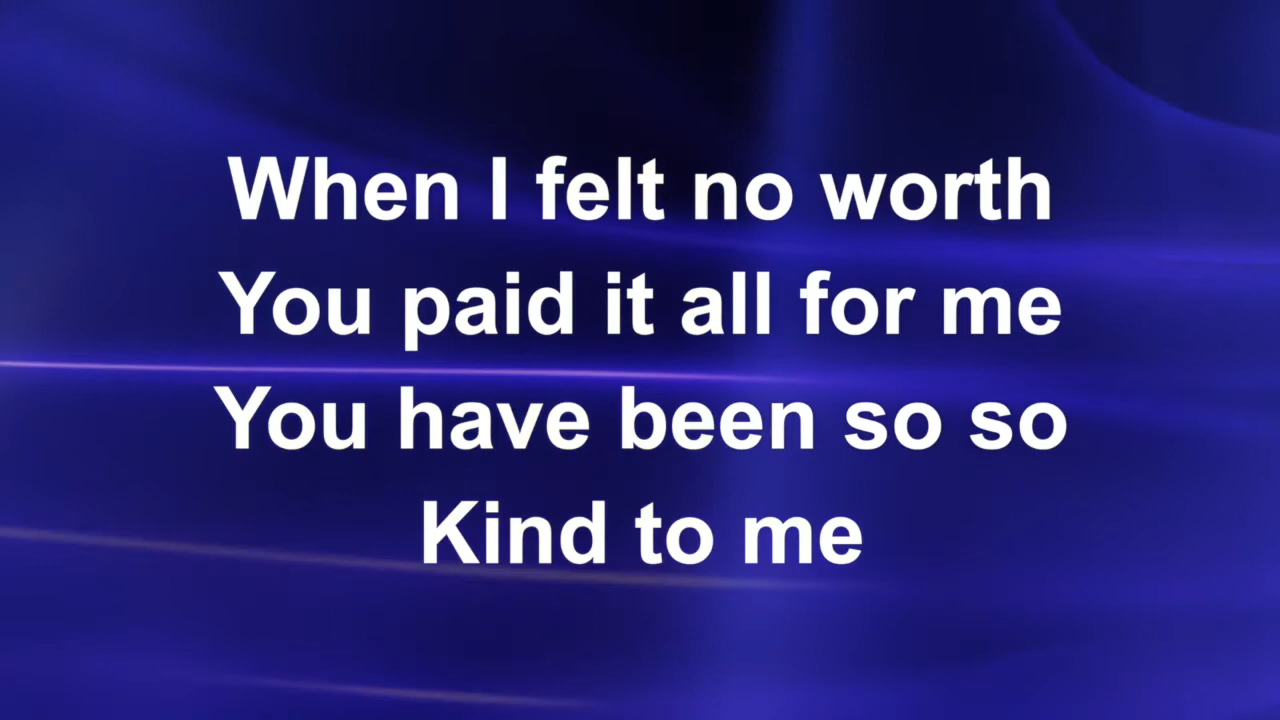 When I felt no worth
You paid it all for me
You have been so so
Kind to me